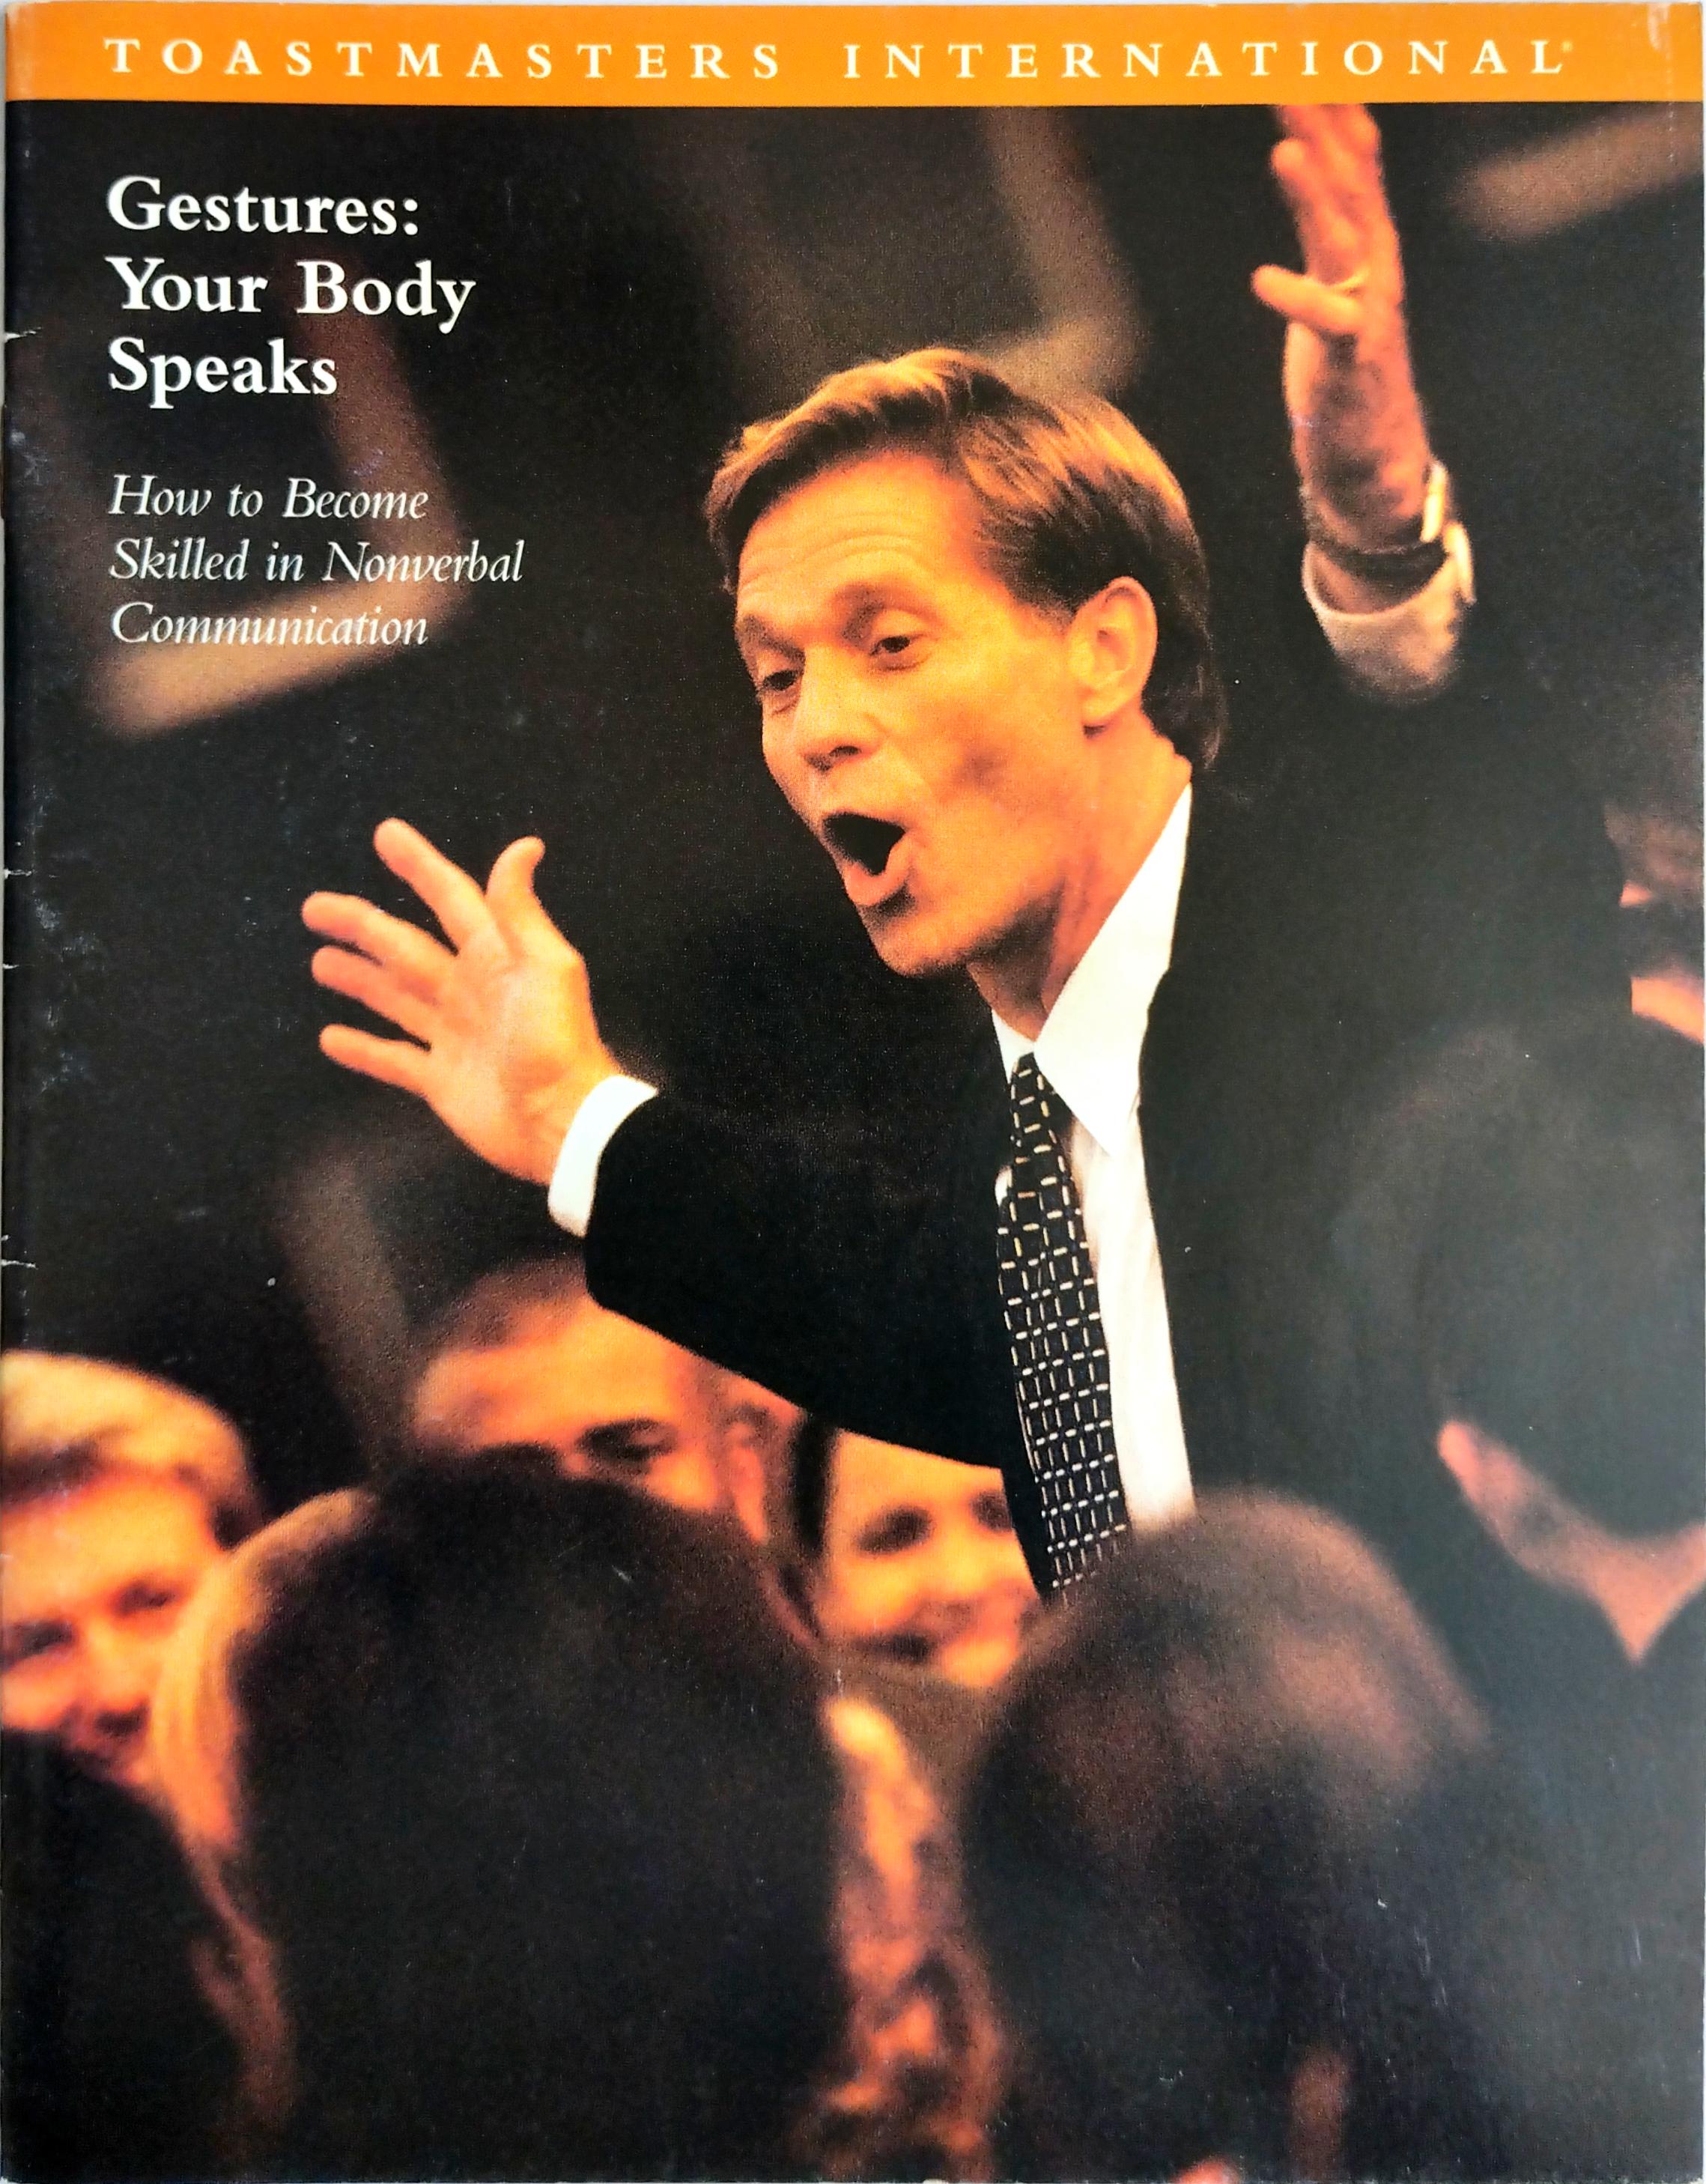 TOASTMASTERS INTERNATIONAL®
Gestures:
Your Body
Speaks
How to Become
Skilled in Nonverbal
Communication